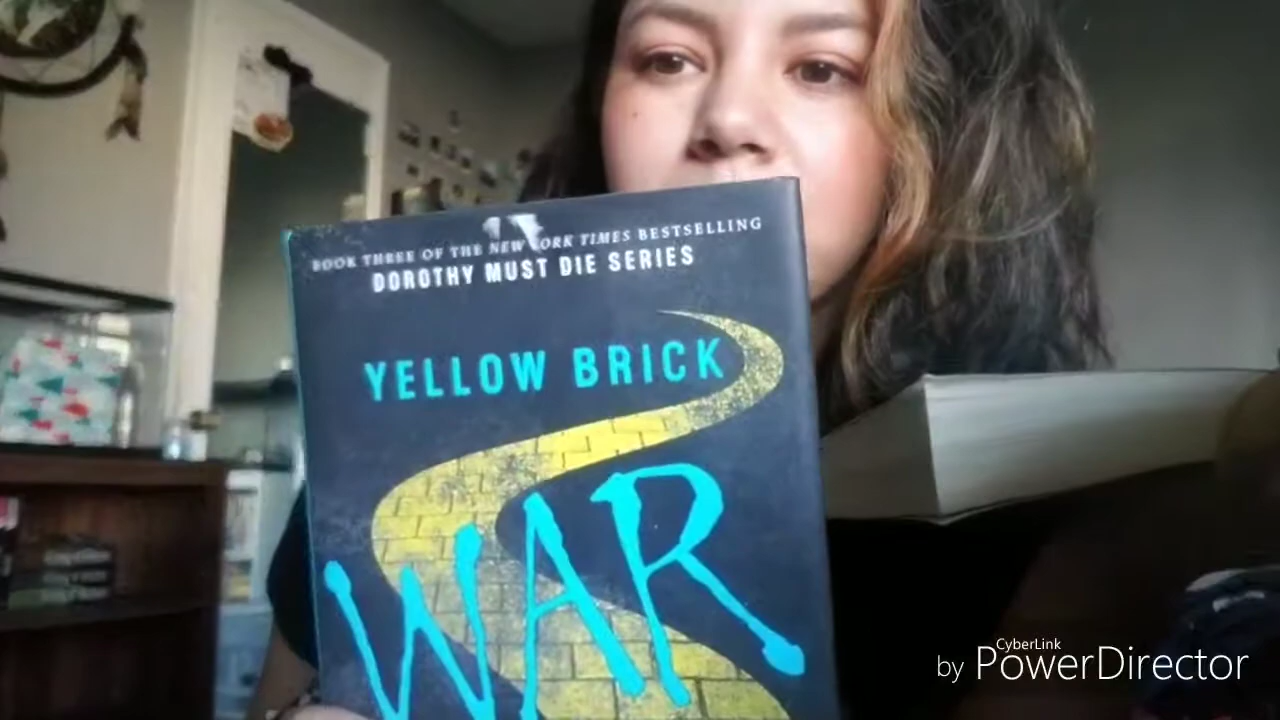 BOOK THREE OF THE NEW YORK TIMES BESTSELLING
DOROTHY MUST DIE SERIES
YELLOW BRICK
WAR
CyberLink
by PowerDirector